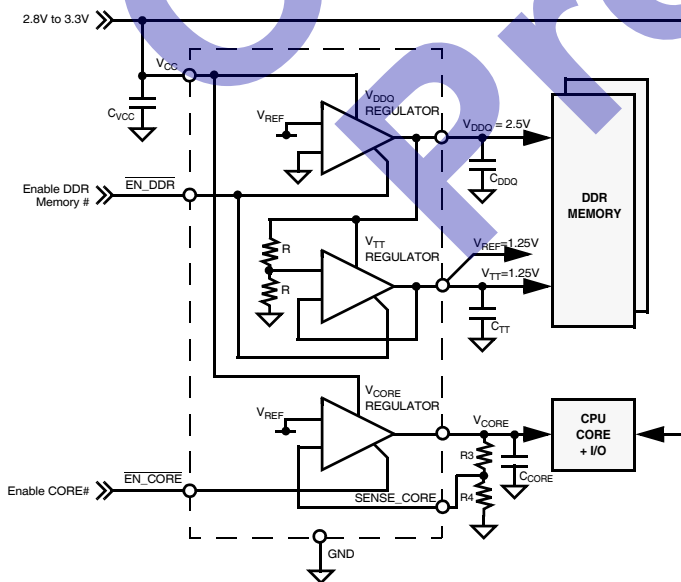 2.8V to 3.3V
VCC
CVCC
VDDQ
REGULATOR
VREF
VDDQ = 2.5V
CDDQ
Enable DDR
Memory #
EN_DDR
DDR
MEMORY
R
R
VTT
REGULATOR
VREF=1.25V
VTT=1.25V
CTT
VCORE
REGULATOR
VREF
VCORE
R3
R4
CCORE
CPU
CORE
+ I/O
Enable CORE#
EN_CORE
SENSE_CORE
GND